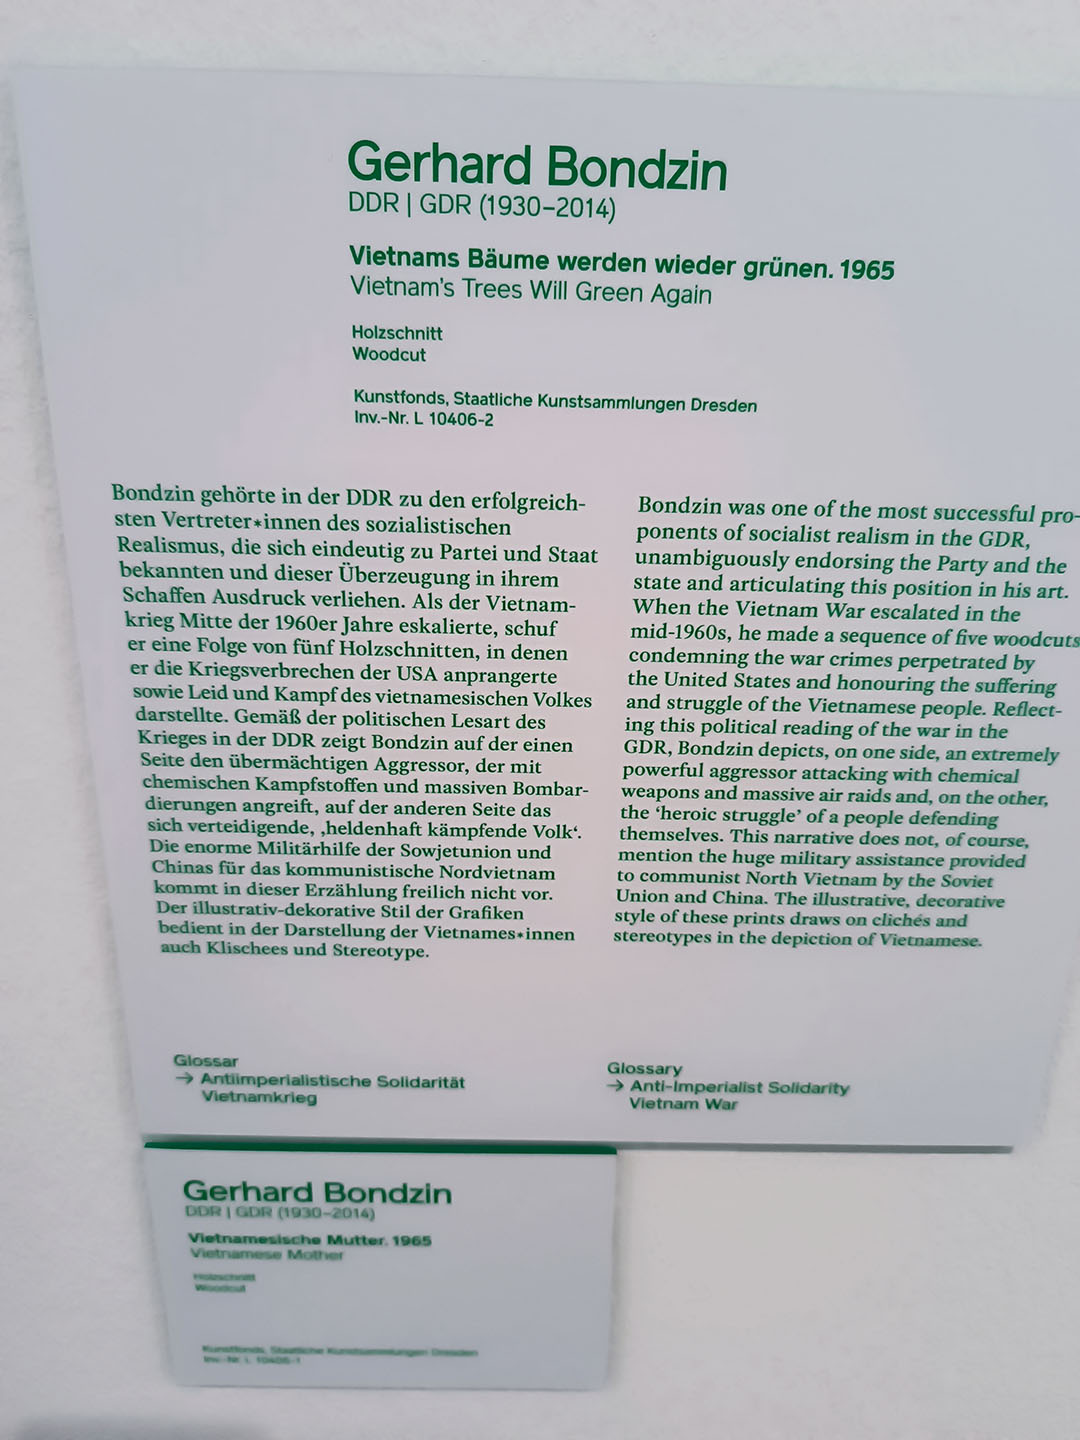 Gerhard Bondzin
DDR | GDR (1930–2014)
Vietnams Bäume werden wieder grünen. 1965
Vietnam's Trees Will Green Again
Holzschnitt
Woodcut
Kunstfonds, Staatliche Kunstsammlungen Dresden
Inv.-Nr. L 10406-2
Bondzin gehörte in der DDR zu den erfolgreich-
sten Vertreter*innen des sozialistischen
Realismus, die sich eindeutig zu Partei und Staat
bekannten und dieser Überzeugung in ihrem
Schaffen Ausdruck verliehen. Als der Vietnam-
krieg Mitte der 1960er Jahre eskalierte, schuf
er eine Folge von fünf Holzschnitten, in denen
er die Kriegsverbrechen der USA anprangerte
sowie Leid und Kampf des vietnamesischen Volkes
darstellte. Gemäß der politischen Lesart des
Krieges in der DDR zeigt Bondzin auf der einen
Seite den übermächtigen Aggressor, der mit
chemischen Kampfstoffen und massiven Bombar-
dierungen angreift, auf der anderen Seite das
sich verteidigende, ‚heldenhaft kämpfende Volk‘.
Die enorme Militärhilfe der Sowjetunion und
Chinas für das kommunistische Nordvietnam
kommt in dieser Erzählung freilich nicht vor.
Der illustrativ-dekorative Stil der Grafiken
bedient in der Darstellung der Vietnames*innen
auch Klischees und Stereotype.
Bondzin was one of the most successful pro-
ponents of socialist realism in the GDR,
unambiguously endorsing the Party and the
state and articulating this position in his art.
When the Vietnam War escalated in the
mid-1960s, he made a sequence of five woodcuts
condemning the war crimes perpetrated by
the United States and honouring the suffering
and struggle of the Vietnamese people. Reflect-
ing this political reading of the war in the
GDR, Bondzin depicts, on one side, an extremely
powerful aggressor attacking with chemical
weapons and massive air raids and, on the other,
the ‘heroic struggle’ of a people defending
themselves. This narrative does not, of course,
mention the huge military assistance provided
to communist North Vietnam by the Soviet
Union and China. The illustrative, decorative
style of these prints draws on clichés and
stereotypes in the depiction of Vietnamese.
Glossar
→ Antiimperialistische Solidarität
Vietnamkrieg
Glossary
→ Anti-Imperialist Solidarity
Vietnam War
Gerhard Bondzin
DDR | GDR (1930–2014)
Vietnamesische Mutter. 1965
Vietnamese Mother
Holzschnitt
Woodcut
Kunstfonds, Staatliche Kunstsammlungen Dresden
Inv.-Nr. L 10406-1